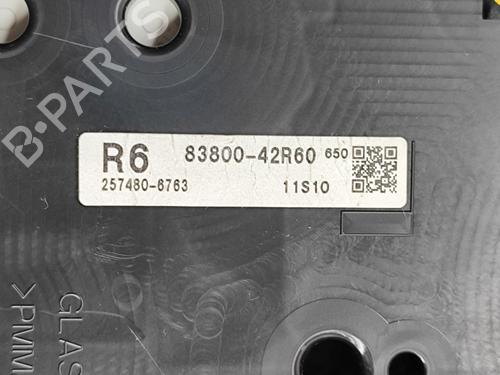 B-PARTS
R6 83800-42R60 650
257480-6763 11S10
GLAS
>PMM